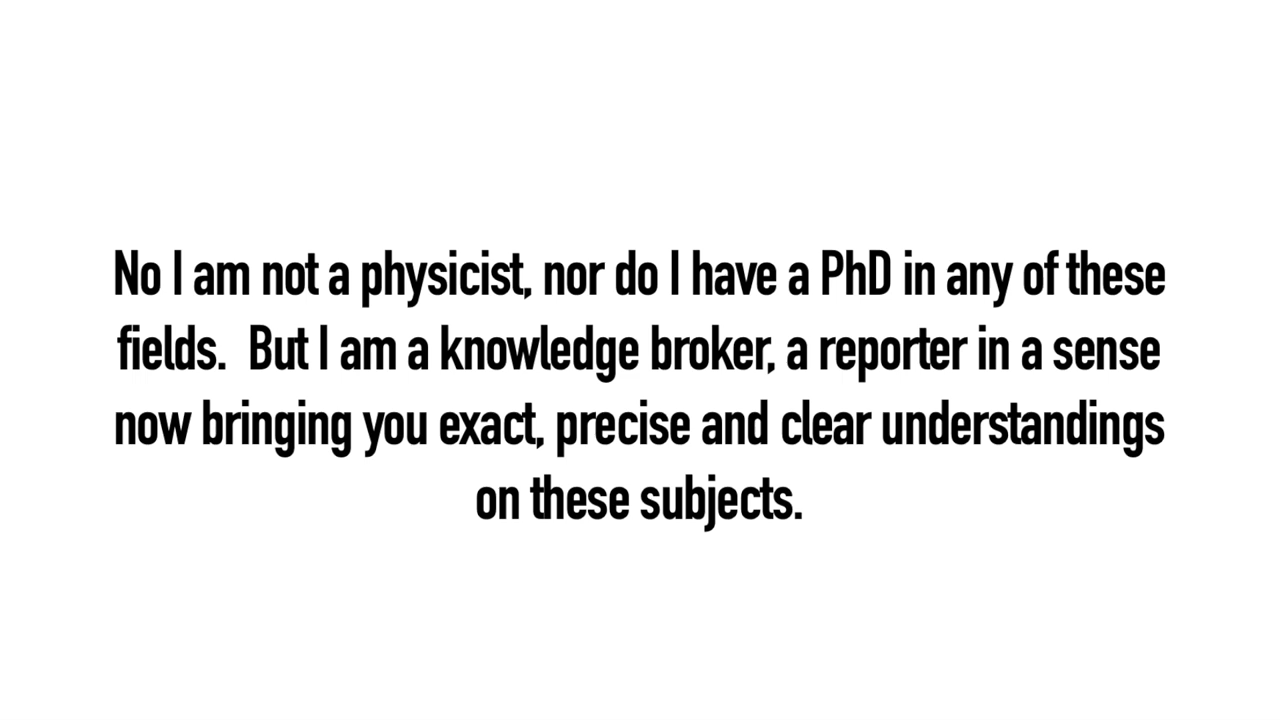 No I am not a physicist, nor do I have a PhD in any of these
fields.  But I am a knowledge broker, a reporter in a sense
now bringing you exact, precise and clear understandings
on these subjects.